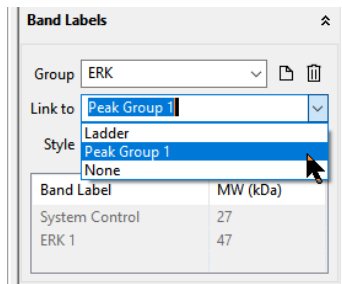 Band Labels
Group ERK
Link to Peak Group 1
Ladder
Style Peak Group 1
None
Band Label MW (kDa)
System Control 27
ERK 1 47